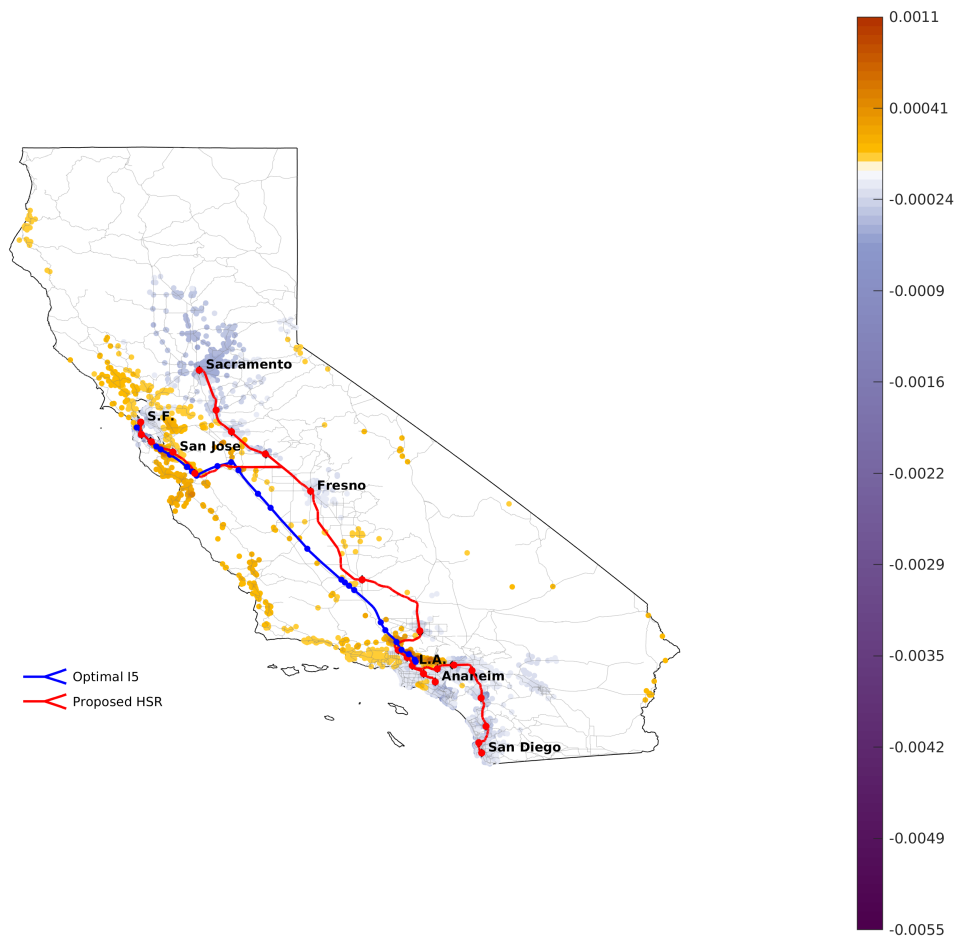 0.0011
0.00041
-0.00024
-0.0009
-0.0016
-0.0022
-0.0029
-0.0035
-0.0042
-0.0049
-0.0055
Sacramento
S.F.
San Jose
Fresno
L.A.
Anaheim
San Diego
Optimal I5
Proposed HSR